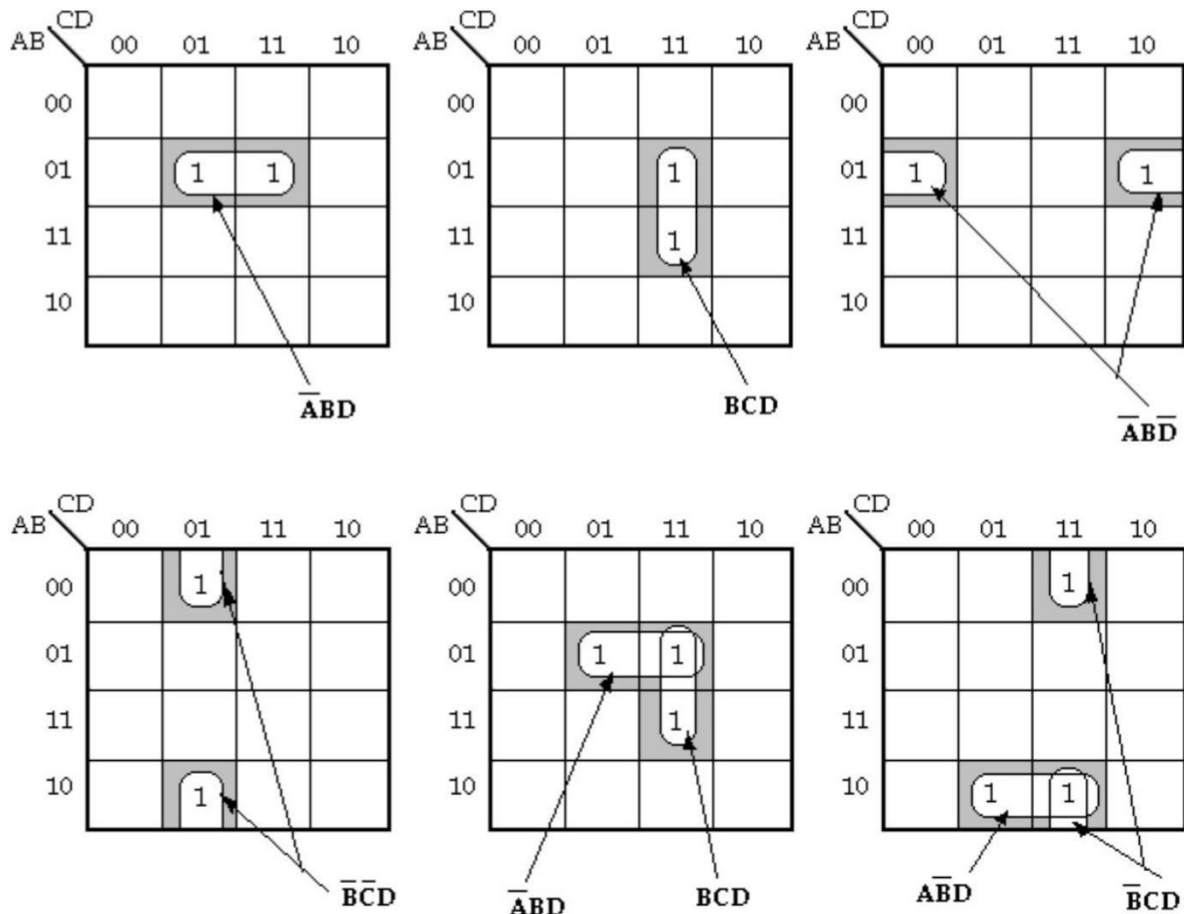 CD CD CD
AB 00 01 11 10 AB 00 01 11 10 AB 00 01 11 10
00 00 00
01 1 1 01 1 01 1 1
11 11 1 11
10 10 10
A̅BD BCD A̅BD̅
CD CD CD
AB 00 01 11 10 AB 00 01 11 10 AB 00 01 11 10
00 1 00 00 1
01 01 1 1 01
11 11 1 11
10 1 10 10 1 1
B̅C̅D A̅BD BCD AB̅D B̅CD